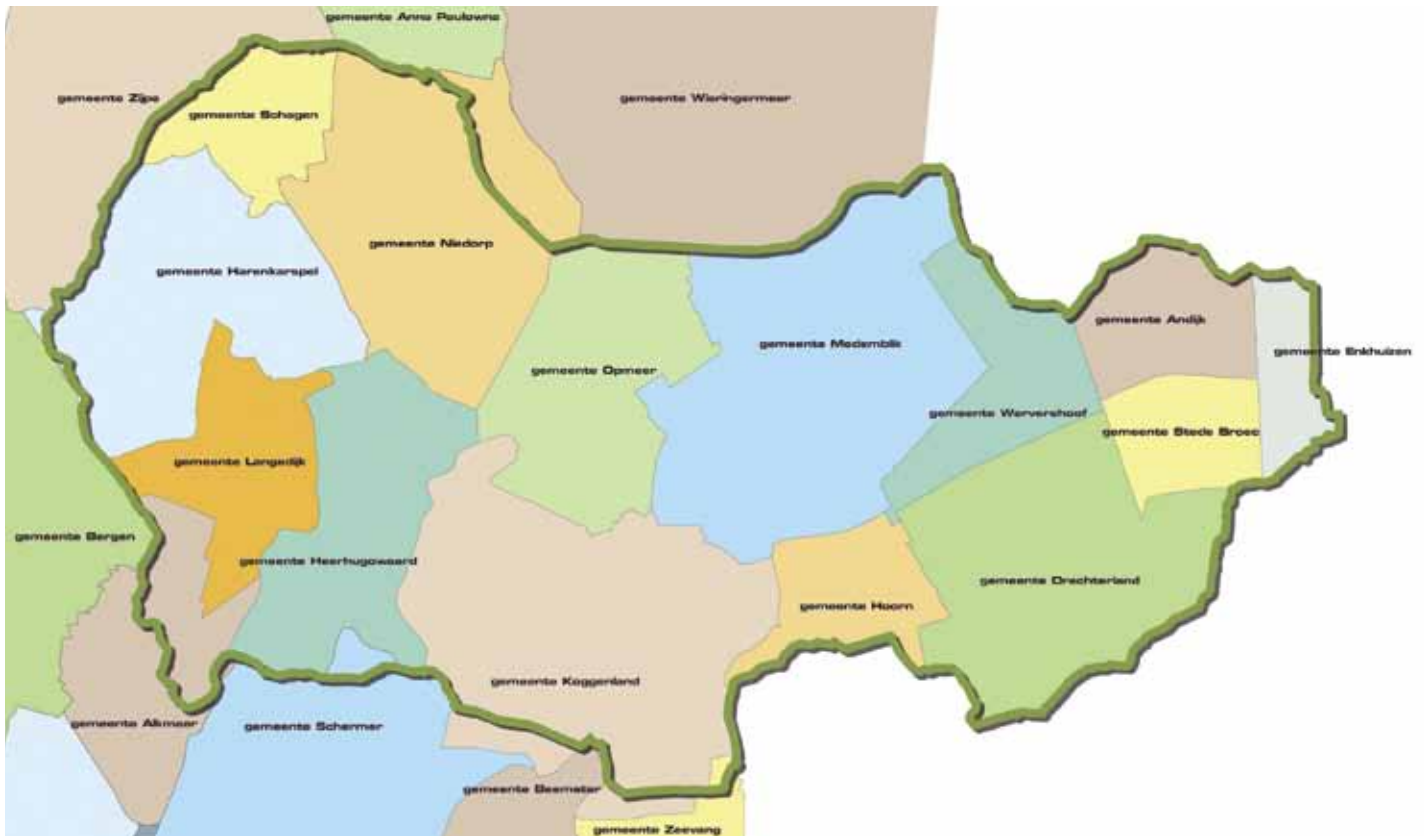 gemeente Anna Paulowna
gemeente Zijpe
gemeente Wieringermeer
gemeente Schagen
gemeente Niedorp
gemeente Harenkarspel
gemeente Andijk
gemeente Medemblik
gemeente Enkhuizen
gemeente Opmeer
gemeente Wervershoof
gemeente Stede Broec
gemeente Langedijk
gemeente Bergen
gemeente Heerhugowaard
gemeente Drechterland
gemeente Hoorn
gemeente Koggenland
gemeente Alkmaar
gemeente Schermer
gemeente Beemster
gemeente Zeevang